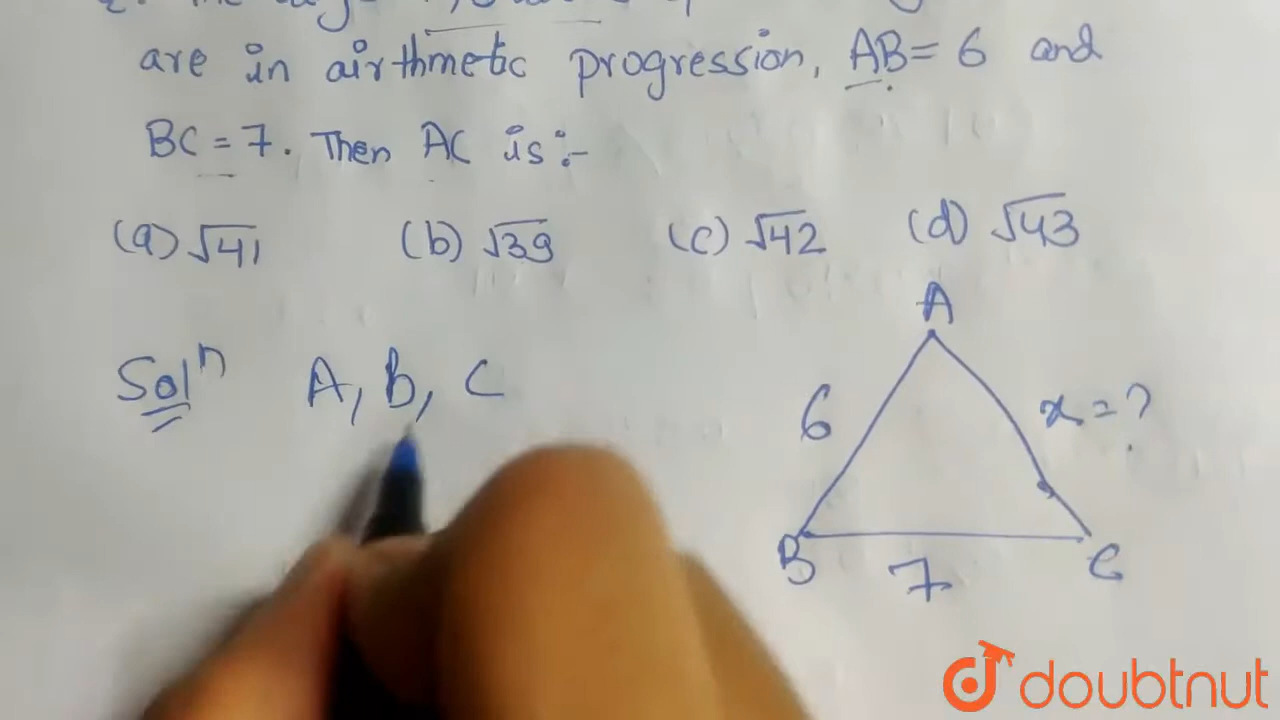 are in airthmetic progression, AB = 6 and
BC = 7. Then AC is :-
(a) √41 (b) √39 (c) √42 (d) √43
A
Solⁿ A, B, C
6 x = ?
B 7 C
doubtnut